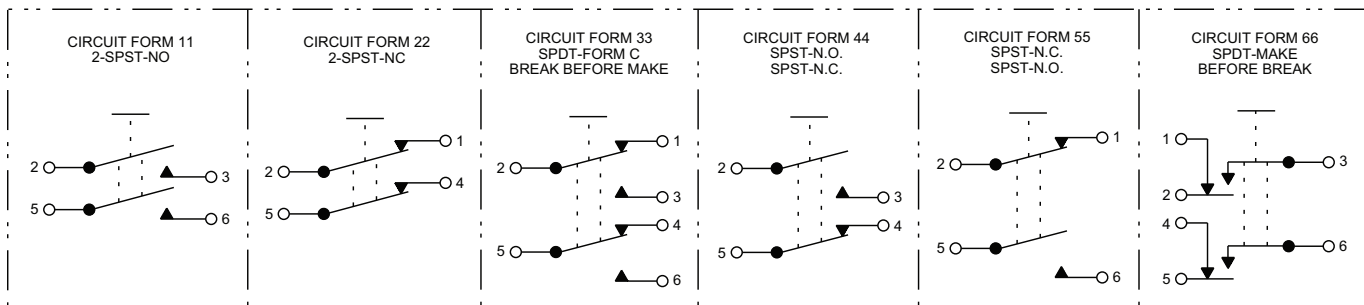 CIRCUIT FORM 11
2-SPST-NO
2
3
5
6
CIRCUIT FORM 22
2-SPST-NC
1
2
4
5
CIRCUIT FORM 33
SPDT-FORM C
BREAK BEFORE MAKE
1
2
3
4
5
6
CIRCUIT FORM 44
SPST-N.O.
SPST-N.C.
2
3
4
5
CIRCUIT FORM 55
SPST-N.C.
SPST-N.O.
1
2
5
6
CIRCUIT FORM 66
SPDT-MAKE
BEFORE BREAK
1
3
2
4
6
5